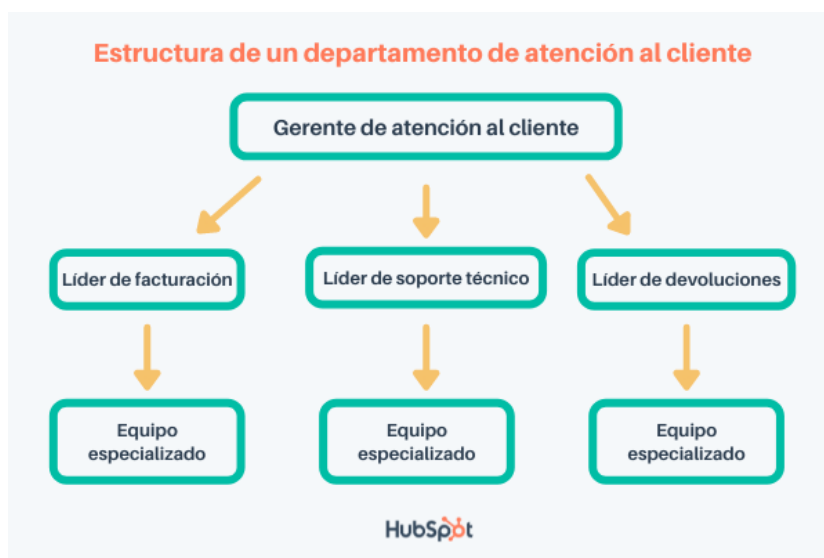 Estructura de un departamento de atención al cliente
Gerente de atención al cliente
Líder de facturación
Líder de soporte técnico
Líder de devoluciones
Equipo
especializado
Equipo
especializado
Equipo
especializado
HubSpot